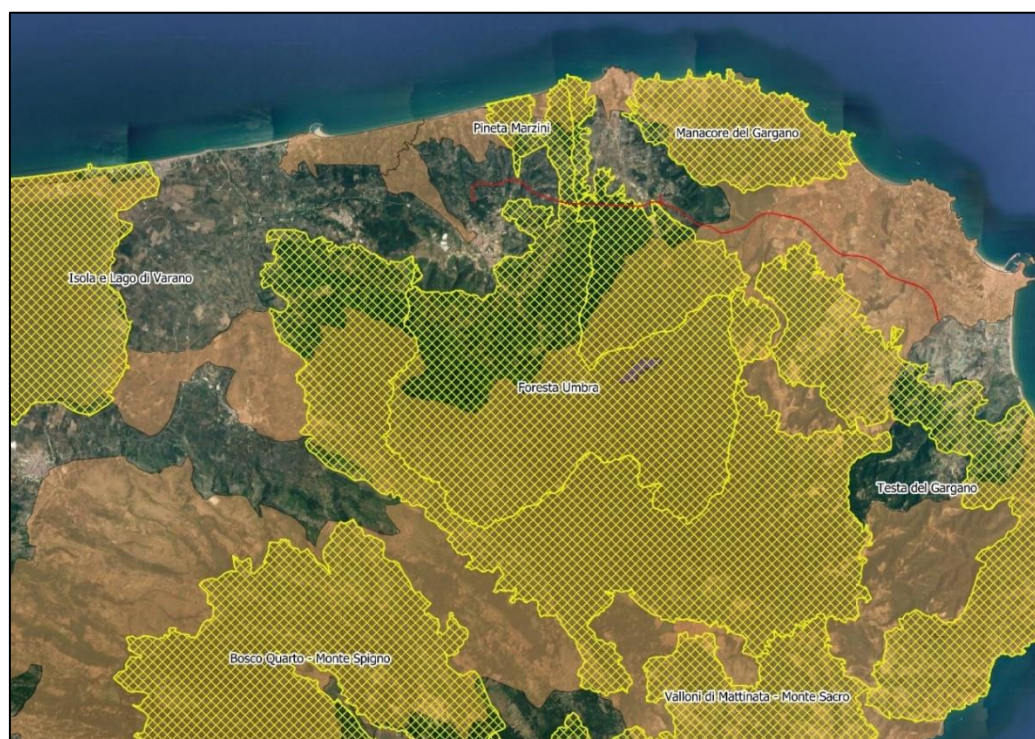 Pineta Marzini
Manacore del Gargano
Isola e Lago di Varano
Foresta Umbra
Testa del Gargano
Bosco Quarto - Monte Spigno
Valloni di Mattinata - Monte Sacro